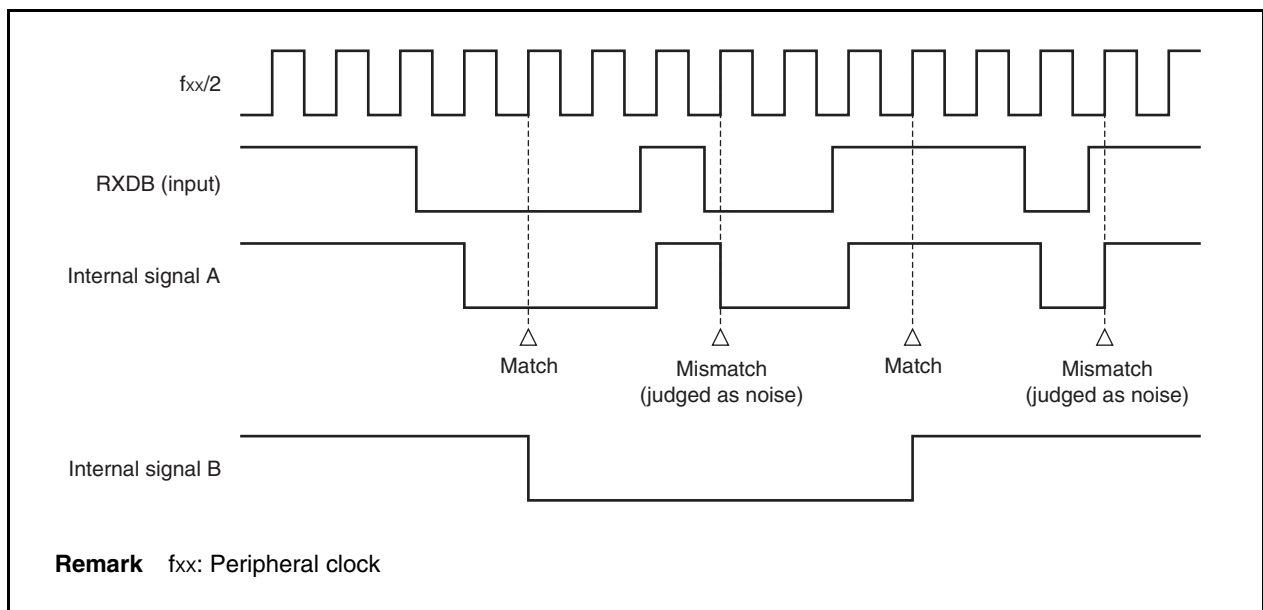 fxx/2
RXDB (input)
Internal signal A
Match
Mismatch
(judged as noise)
Match
Mismatch
(judged as noise)
Internal signal B
Remark fxx: Peripheral clock